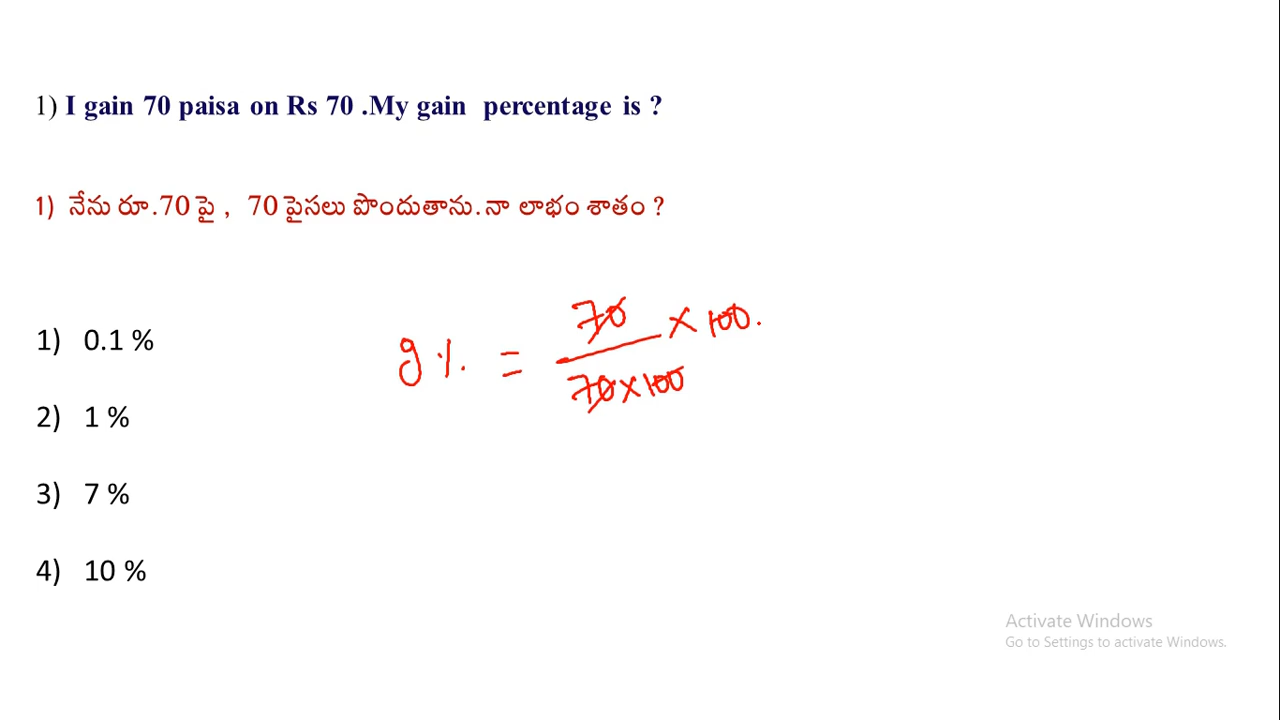 1) I gain 70 paisa on Rs 70 .My gain percentage is ?
1) నేను రూ.70 పై , 70 పైసలు పొందుతాను. నా లాభం శాతం ?
1) 0.1 %
2) 1 %
3) 7 %
4) 10 %
g %. = 70 × 100.
70 × 100
Activate Windows
Go to Settings to activate Windows.